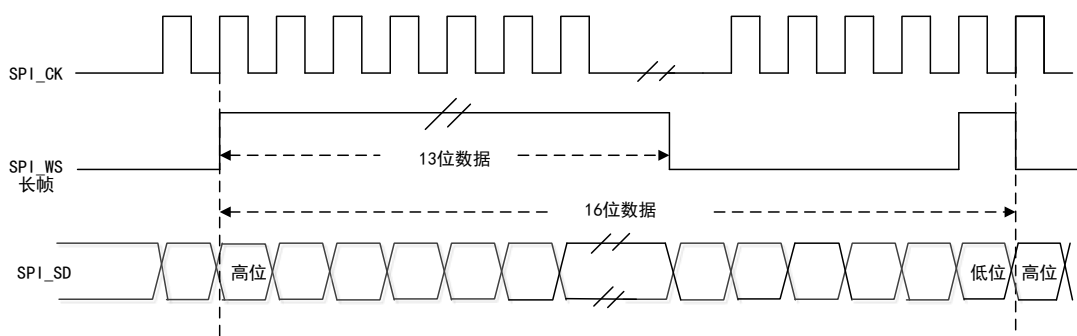 SPI_CK
SPI_WS
长帧
13位数据
16位数据
SPI_SD
高位
低位
高位